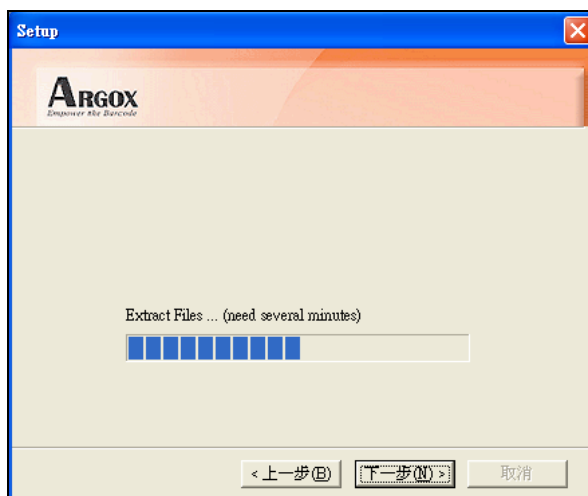 Setup
ARGOX
Empower the Barcode
Extract Files ... (need several minutes)
<上一步(B)
下一步(N)>
取消